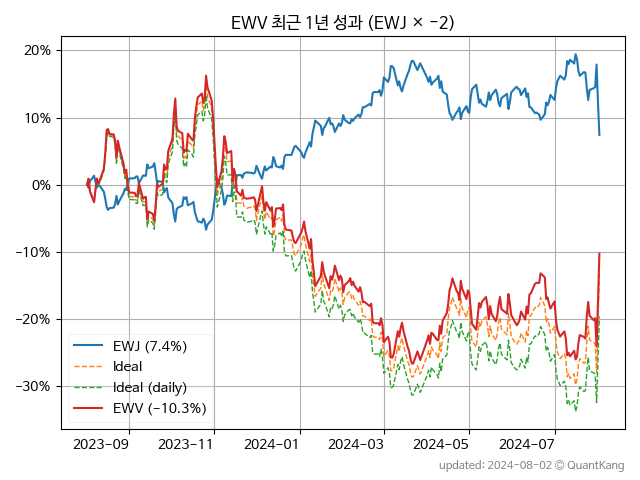 EWV 최근 1년 성과 (EWJ × −2)
20%
10%
0%
−10%
−20%
−30%
EWJ (7.4%)
Ideal
Ideal (daily)
EWV (−10.3%)
2023−09
2023−11
2024−01
2024−03
2024−05
2024−07
updated: 2024−08−02 © QuantKang